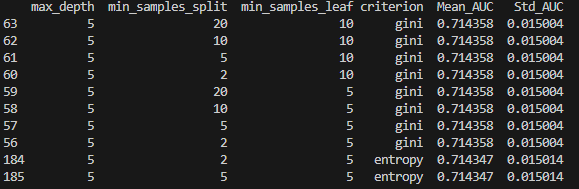 max_depth min_samples_split min_samples_leaf criterion Mean_AUC Std_AUC
63 5 20 10 gini 0.714358 0.015004
62 5 10 10 gini 0.714358 0.015004
61 5 5 10 gini 0.714358 0.015004
60 5 2 10 gini 0.714358 0.015004
59 5 20 5 gini 0.714358 0.015004
58 5 10 5 gini 0.714358 0.015004
57 5 5 5 gini 0.714358 0.015004
56 5 2 5 gini 0.714358 0.015004
184 5 2 5 entropy 0.714347 0.015014
185 5 5 5 entropy 0.714347 0.015014